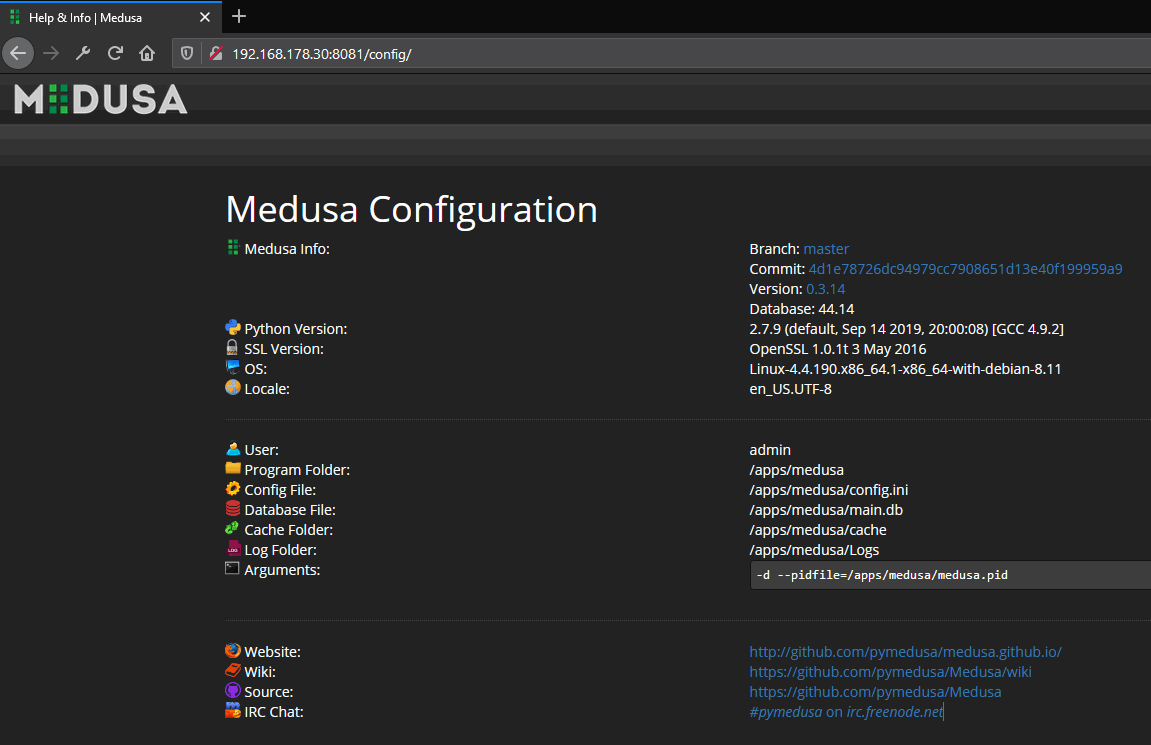 Help & Info | Medusa
192.168.178.30:8081/config/
MEDUSA
Medusa Configuration
Medusa Info: Branch: master
Commit: 4d1e78726dc94979cc7908651d13e40f199959a9
Version: 0.3.14
Database: 44.14
Python Version: 2.7.9 (default, Sep 14 2019, 20:00:08) [GCC 4.9.2]
SSL Version: OpenSSL 1.0.1t 3 May 2016
OS: Linux-4.4.190.x86_64.1-x86_64-with-debian-8.11
Locale: en_US.UTF-8
User: admin
Program Folder: /apps/medusa
Config File: /apps/medusa/config.ini
Database File: /apps/medusa/main.db
Cache Folder: /apps/medusa/cache
Log Folder: /apps/medusa/Logs
Arguments: -d --pidfile=/apps/medusa/medusa.pid
Website: http://github.com/pymedusa/medusa.github.io/
Wiki: https://github.com/pymedusa/Medusa/wiki
Source: https://github.com/pymedusa/Medusa
IRC Chat: #pymedusa on irc.freenode.net